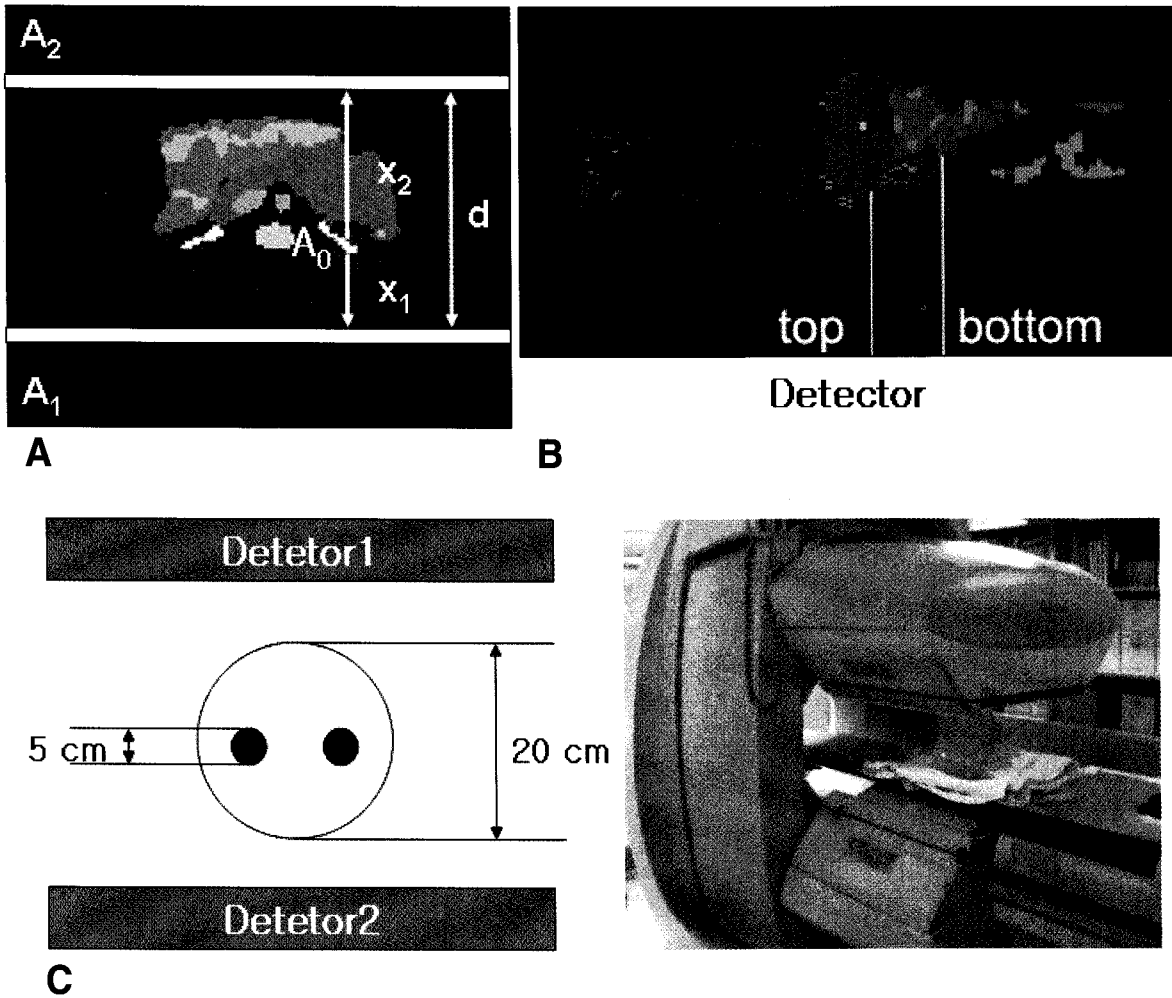 A2
x2
d
A0
x1
A1
A
top
bottom
Detector
B
Detetor1
5 cm
20 cm
Detetor2
C